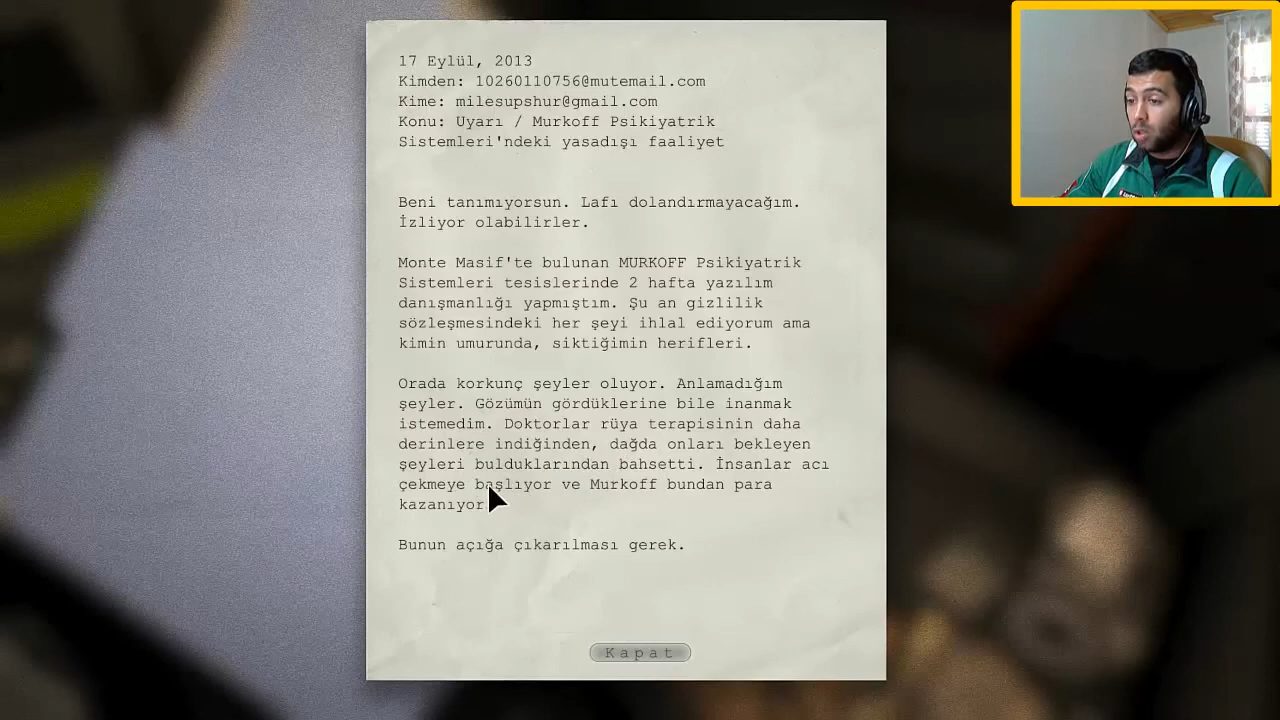 17 Eylül, 2013
Kimden: 10260110756@mutemail.com
Kime: milesupshur@gmail.com
Konu: Uyarı / Murkoff Psikiyatrik
Sistemleri'ndeki yasadışı faaliyet
Beni tanımıyorsun. Lafı dolandırmayacağım.
İzliyor olabilirler.
Monte Masif'te bulunan MURKOFF Psikiyatrik
Sistemleri tesislerinde 2 hafta yazılım
danışmanlığı yapmıştım. Şu an gizlilik
sözleşmesindeki her şeyi ihlal ediyorum ama
kimin umurunda, siktiğimin herifleri.
Orada korkunç şeyler oluyor. Anlamadığım
şeyler. Gözümün gördüklerine bile inanmak
istemedim. Doktorlar rüya terapisinin daha
derinlere indiğinden, dağda onları bekleyen
şeyleri bulduklarından bahsetti. İnsanlar acı
çekmeye başlıyor ve Murkoff bundan para
kazanıyor
Bunun açığa çıkarılması gerek.
Kapat